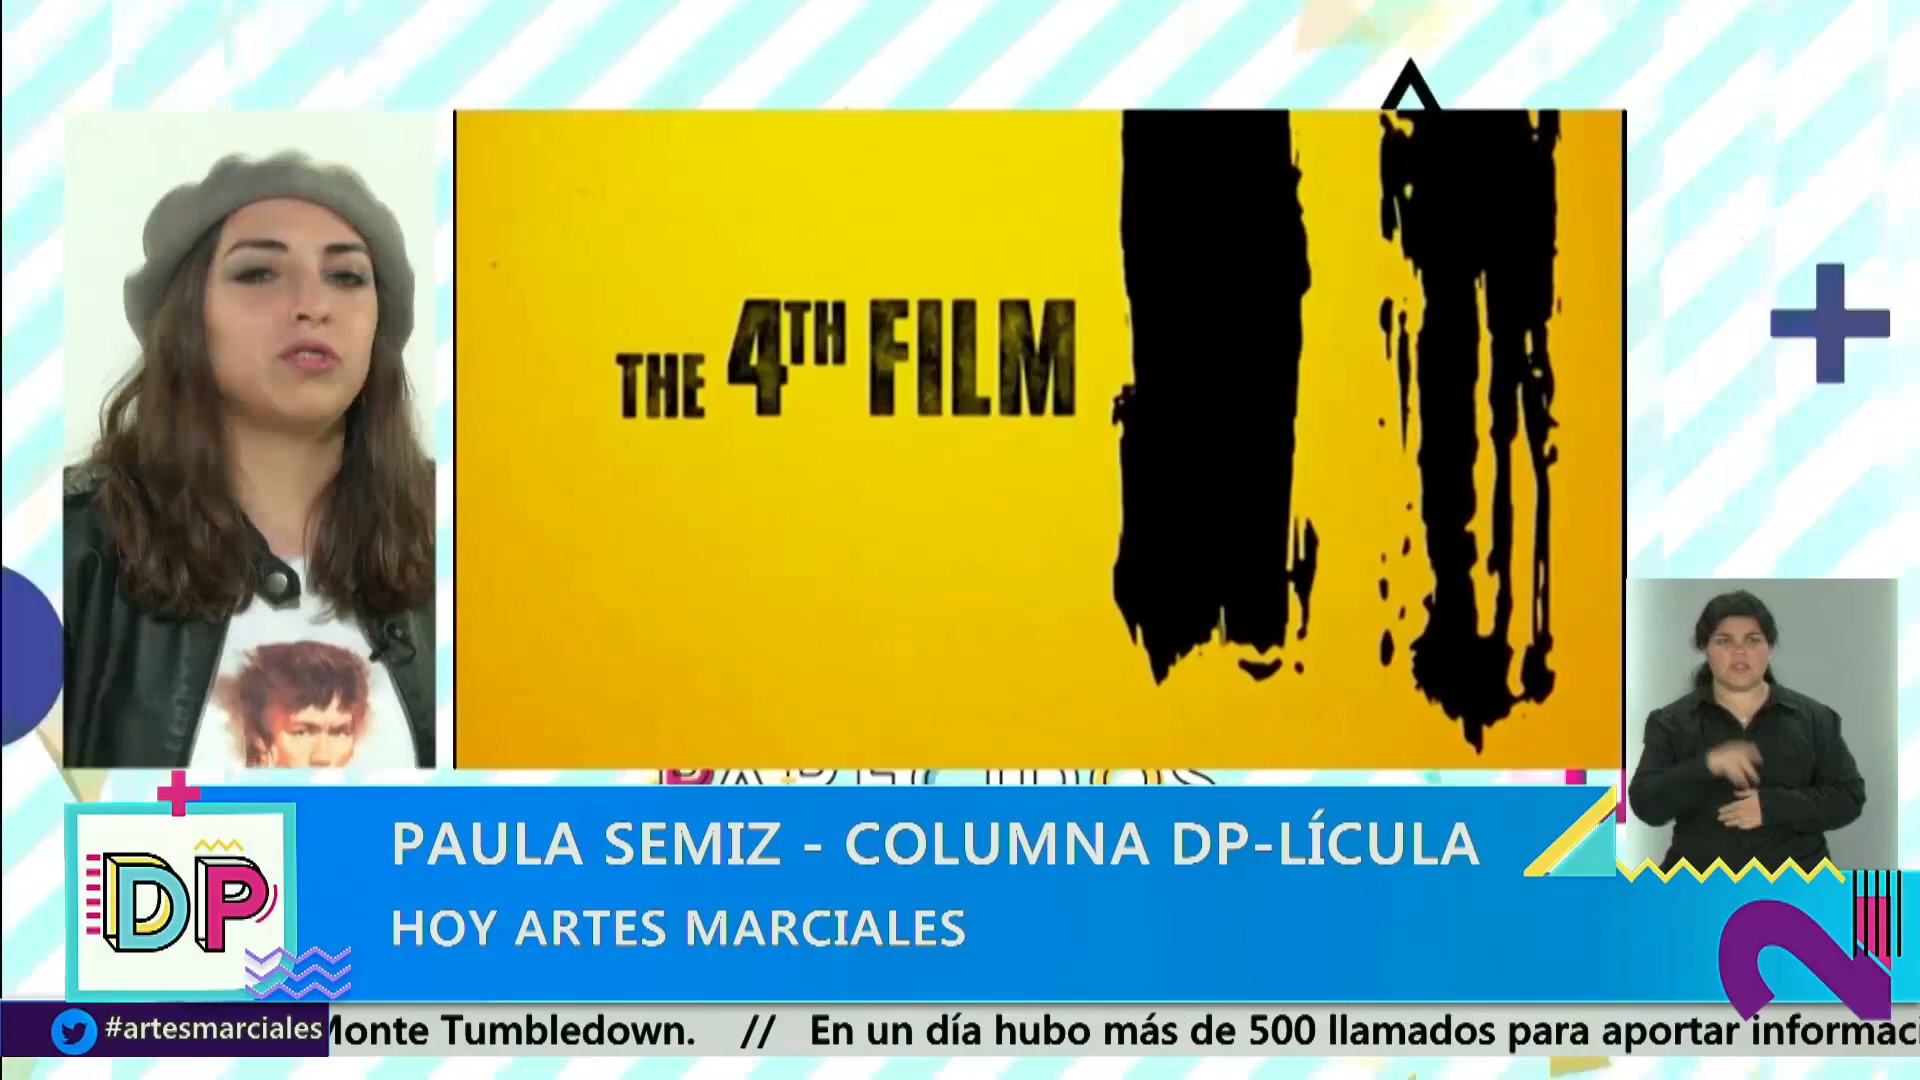 THE 4TH FILM
PAULA SEMIZ - COLUMNA DP-LÍCULA
HOY ARTES MARCIALES
DP
#artesmarciales
Monte Tumbledown. // En un día hubo más de 500 llamados para aportar informaci